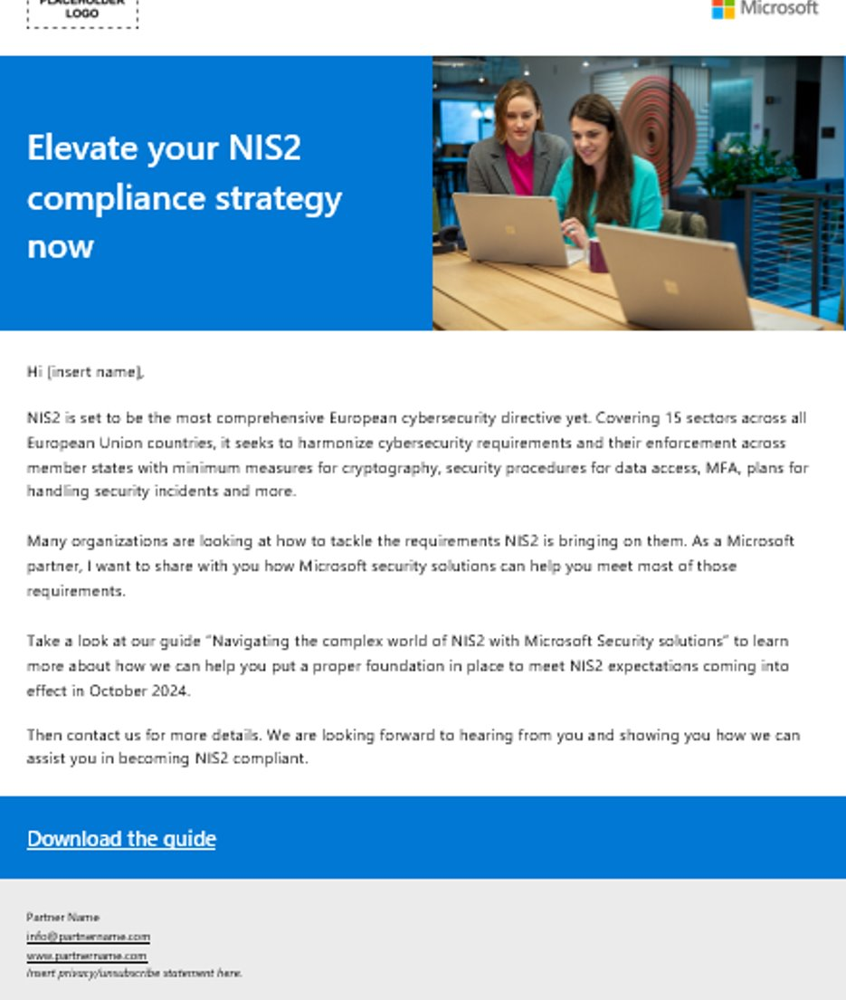 PLACEHOLDER
LOGO
Microsoft
Elevate your NIS2
compliance strategy
now
Hi [insert name],
NIS2 is set to be the most comprehensive European cybersecurity directive yet. Covering 15 sectors across all
European Union countries, it seeks to harmonize cybersecurity requirements and their enforcement across
member states with minimum measures for cryptography, security procedures for data access, MFA, plans for
handling security incidents and more.
Many organizations are looking at how to tackle the requirements NIS2 is bringing on them. As a Microsoft
partner, I want to share with you how Microsoft security solutions can help you meet most of those
requirements.
Take a look at our guide “Navigating the complex world of NIS2 with Microsoft Security solutions” to learn
more about how we can help you put a proper foundation in place to meet NIS2 expectations coming into
effect in October 2024.
Then contact us for more details. We are looking forward to hearing from you and showing you how we can
assist you in becoming NIS2 compliant.
Download the guide
Partner Name
info@partnername.com
www.partnername.com
Insert privacy/unsubscribe statement here.